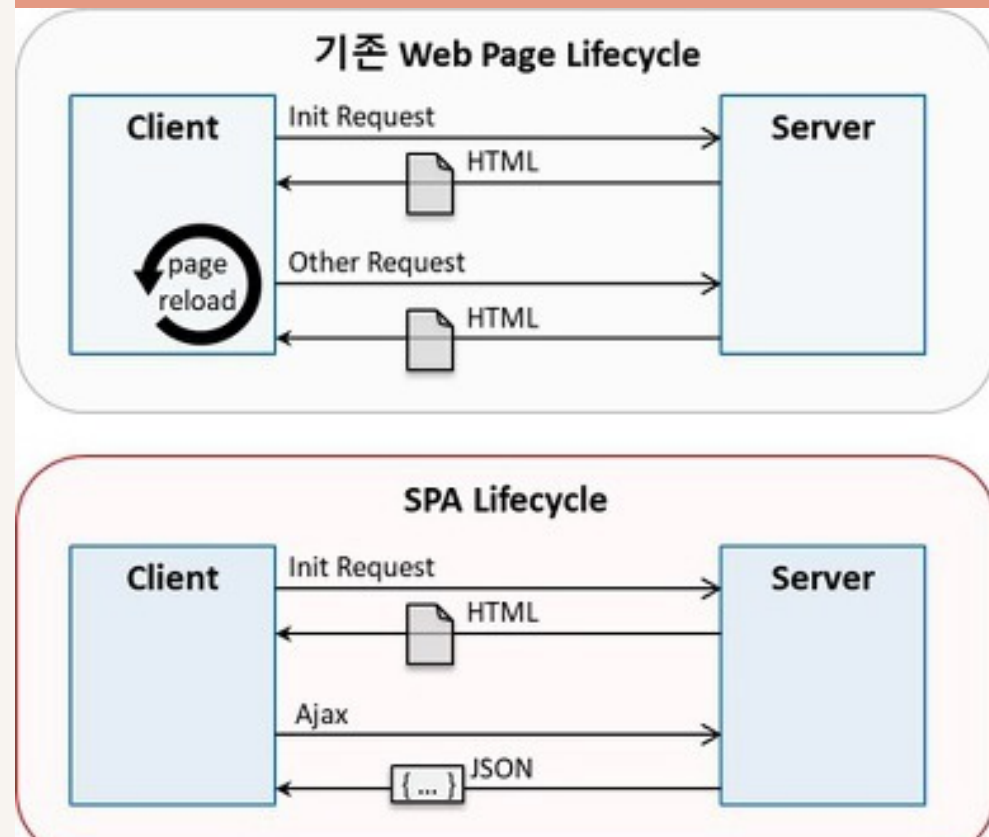 기존 Web Page Lifecycle
Client
Init Request
Server
HTML
page
reload
Other Request
HTML
SPA Lifecycle
Client
Init Request
Server
HTML
Ajax
JSON
{ ... }